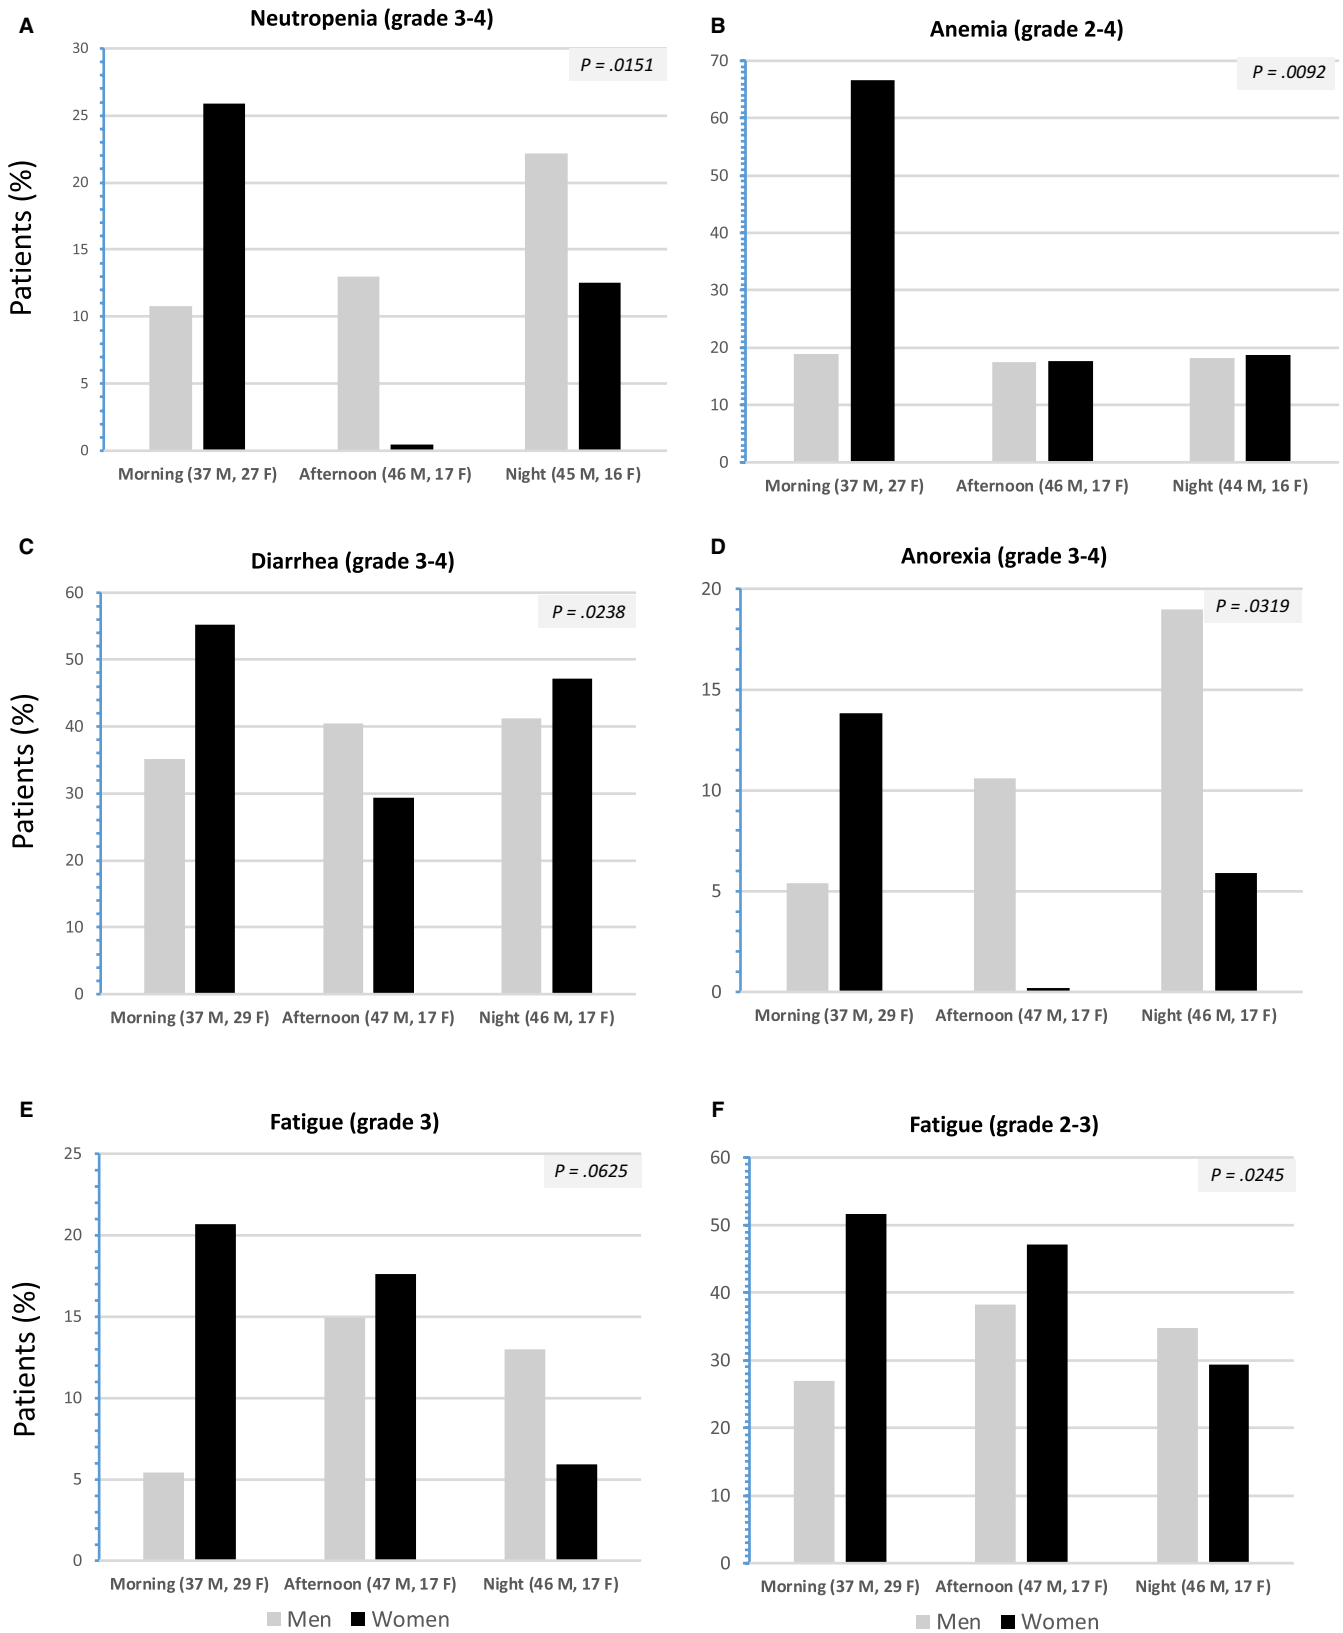 A
Neutropenia (grade 3-4)
P = .0151
Patients (%)
30
25
20
15
10
5
0
Morning (37 M, 27 F) Afternoon (46 M, 17 F) Night (45 M, 16 F)
B
Anemia (grade 2-4)
P = .0092
70
60
50
40
30
20
10
0
Morning (37 M, 27 F) Afternoon (46 M, 17 F) Night (44 M, 16 F)
C
Diarrhea (grade 3-4)
P = .0238
Patients (%)
60
50
40
30
20
10
0
Morning (37 M, 29 F) Afternoon (47 M, 17 F) Night (46 M, 17 F)
D
Anorexia (grade 3-4)
P = .0319
20
15
10
5
0
Morning (37 M, 29 F) Afternoon (47 M, 17 F) Night (46 M, 17 F)
E
Fatigue (grade 3)
P = .0625
Patients (%)
25
20
15
10
5
0
Morning (37 M, 29 F) Afternoon (47 M, 17 F) Night (46 M, 17 F)
Men Women
F
Fatigue (grade 2-3)
P = .0245
60
50
40
30
20
10
0
Morning (37 M, 29 F) Afternoon (47 M, 17 F) Night (46 M, 17 F)
Men Women